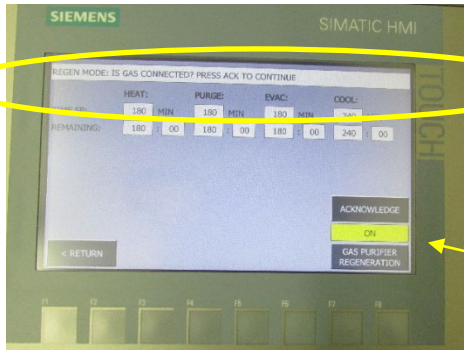 SIEMENS
SIMATIC HMI
TOUCH
REGEN MODE: IS GAS CONNECTED? PRESS ACK TO CONTINUE
HEAT: PURGE: EVAC: COOL:
180 MIN 180 MIN 180 MIN 240
REMAINING: 180 : 00 180 : 00 180 : 00 240 : 00
ACKNOWLEDGE
ON
< RETURN
GAS PURIFIER
REGENERATION
F1 F2 F3 F4 F5 F6 F7 F8